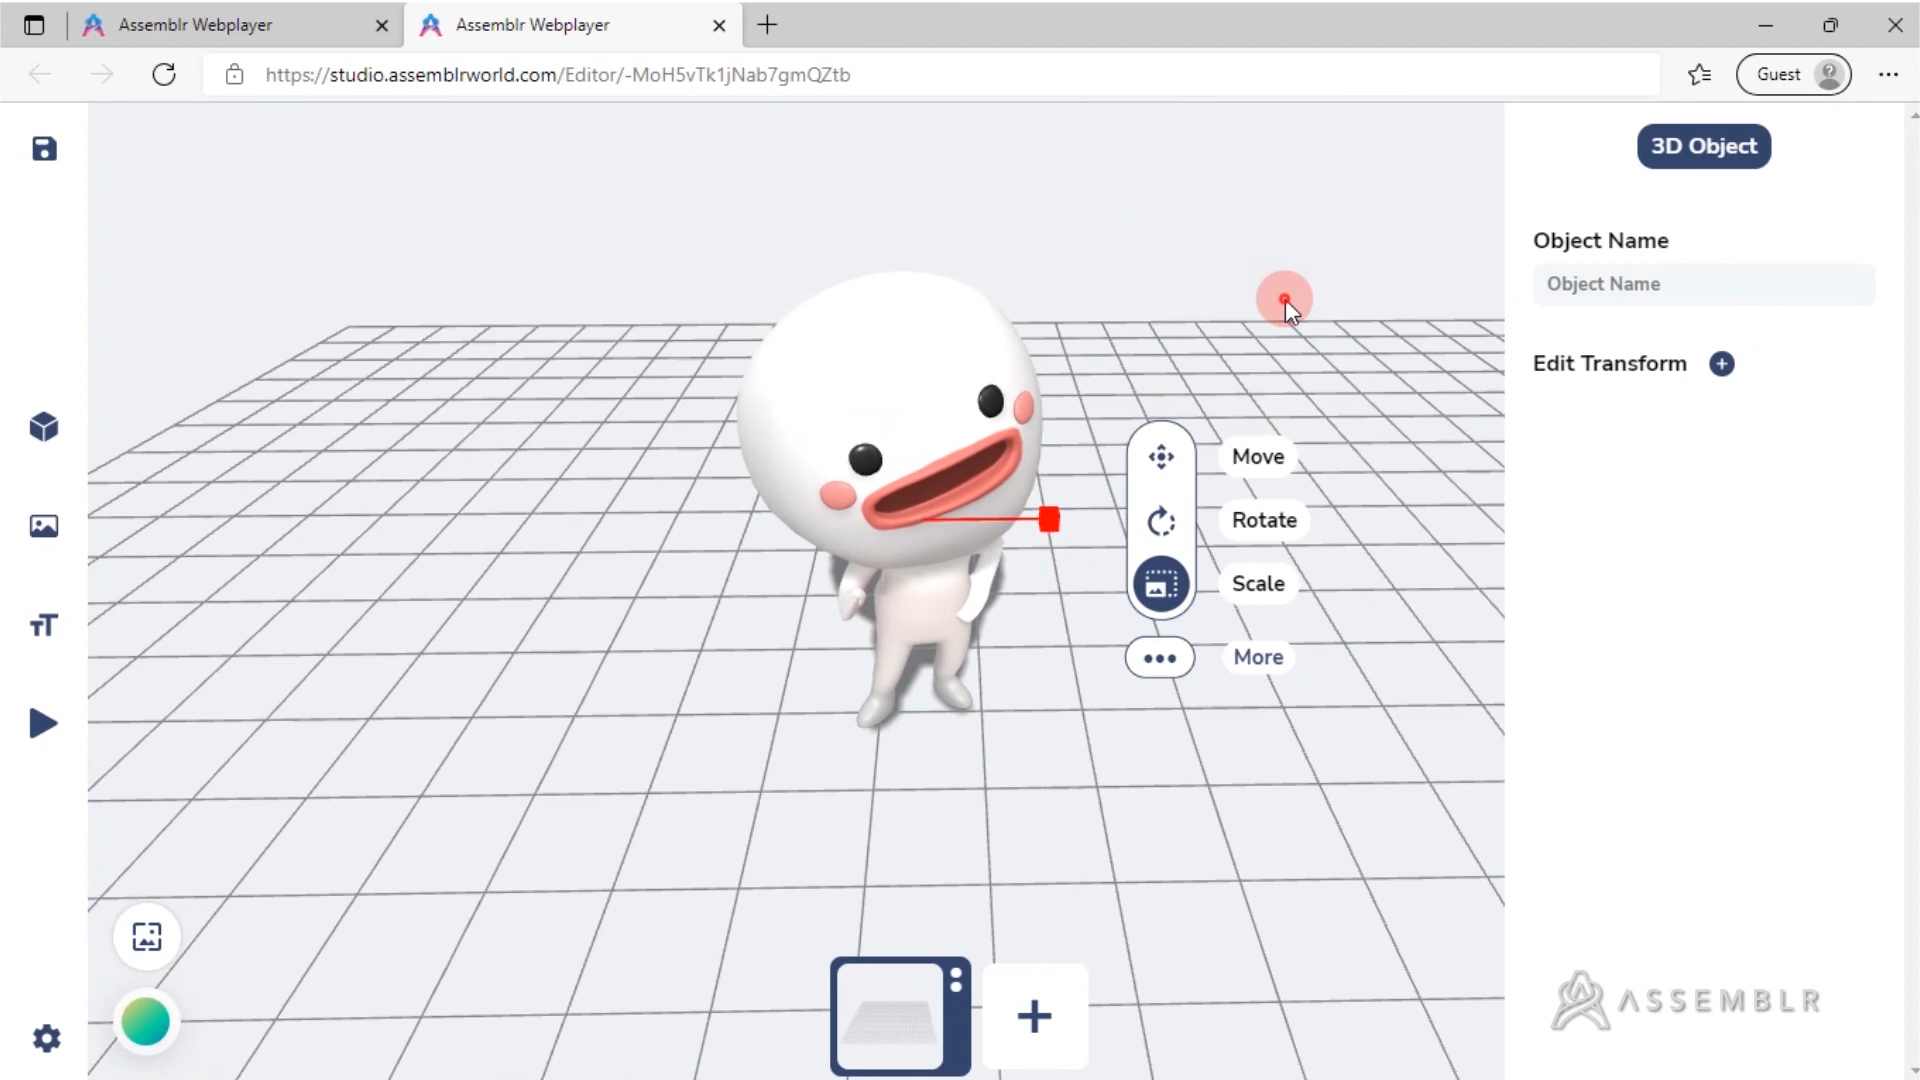 Assemblr Webplayer
Assemblr Webplayer
https://studio.assemblrworld.com/Editor/-MoH5vTk1jNab7gmQZtb
Guest
3D Object
Object Name
Object Name
Edit Transform
Move
Rotate
Scale
More
ASSEMBLR